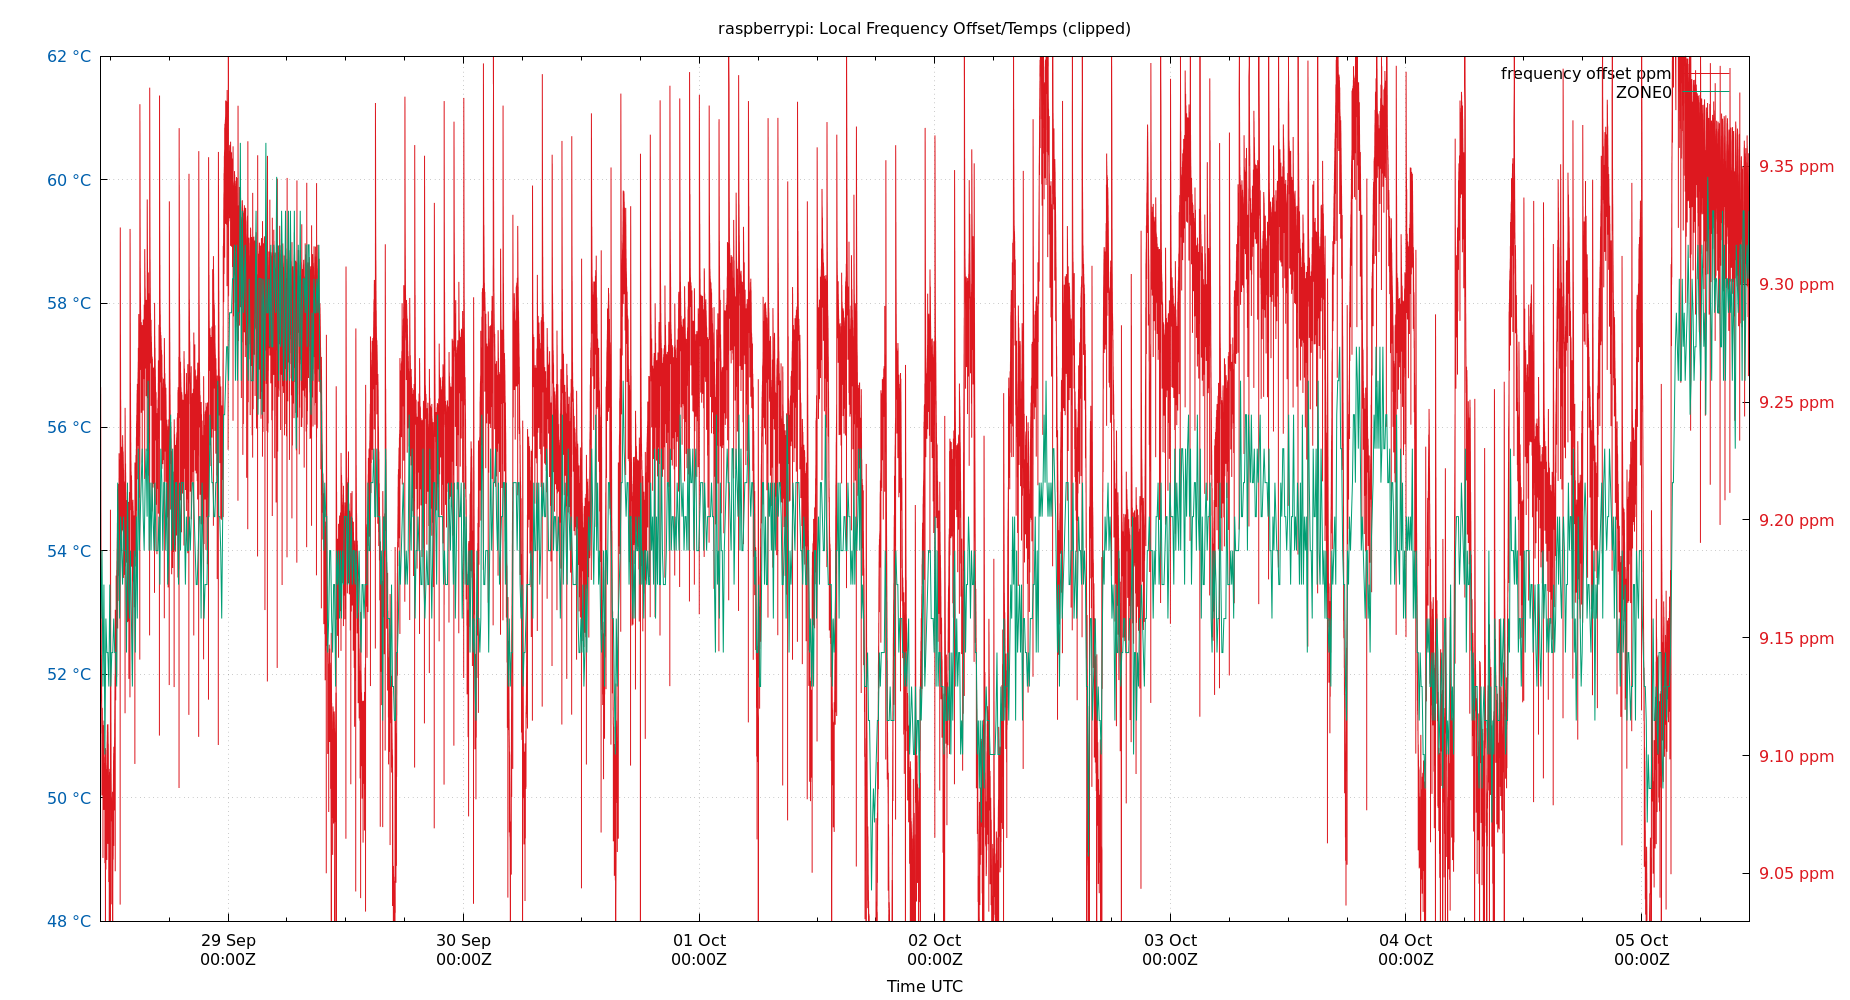 raspberrypi: Local Frequency Offset/Temps (clipped)
62 °C
60 °C
58 °C
56 °C
54 °C
52 °C
50 °C
48 °C
frequency offset ppm
ZONE0
9.35 ppm
9.30 ppm
9.25 ppm
9.20 ppm
9.15 ppm
9.10 ppm
9.05 ppm
29 Sep
00:00Z
30 Sep
00:00Z
01 Oct
00:00Z
02 Oct
00:00Z
03 Oct
00:00Z
04 Oct
00:00Z
05 Oct
00:00Z
Time UTC